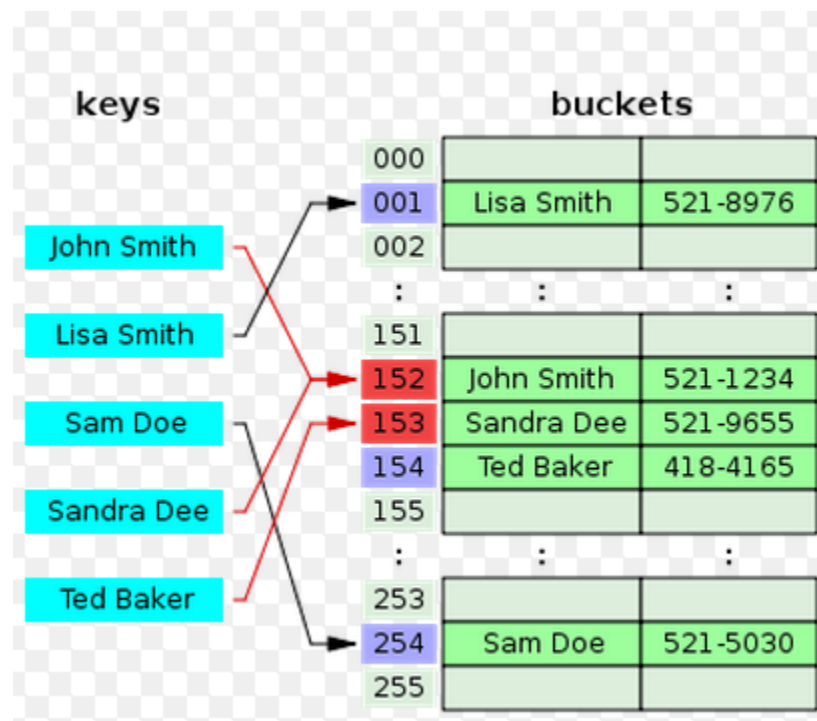 keys
buckets
000
001 Lisa Smith 521-8976
John Smith
002
: : :
Lisa Smith
151
152 John Smith 521-1234
Sam Doe
153 Sandra Dee 521-9655
154 Ted Baker 418-4165
Sandra Dee
155
: : :
Ted Baker
253
254 Sam Doe 521-5030
255